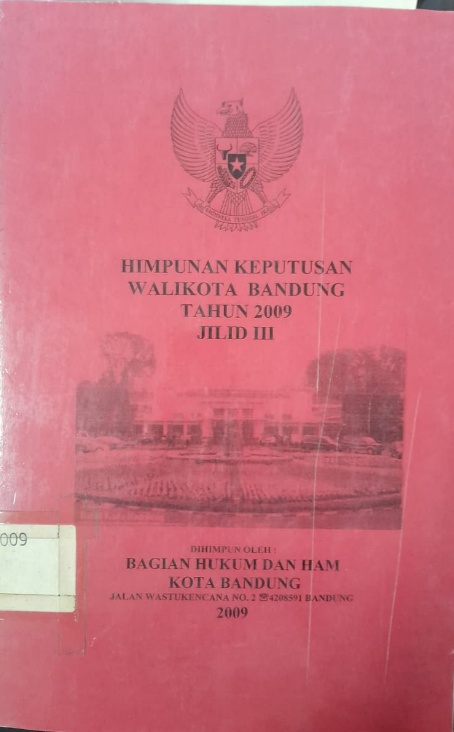 HIMPUNAN KEPUTUSAN
WALIKOTA BANDUNG
TAHUN 2009
JILID III
DIHIMPUN OLEH :
BAGIAN HUKUM DAN HAM
KOTA BANDUNG
JALAN WASTUKENCANA NO. 2 ✉4208591 BANDUNG
2009
009